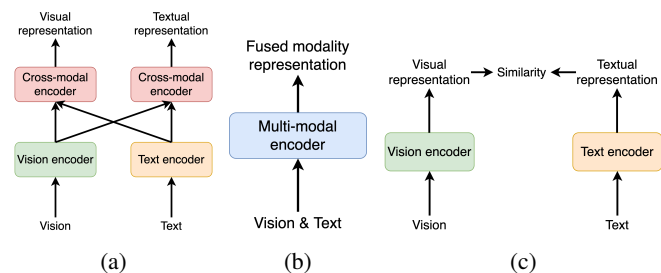 Visual
representation
Textual
representation
Cross-modal
encoder
Cross-modal
encoder
Vision encoder
Text encoder
Vision
Text
(a)
Fused modality
representation
Multi-modal
encoder
Vision & Text
(b)
Visual
representation
Similarity
Textual
representation
Vision encoder
Text encoder
Vision
Text
(c)